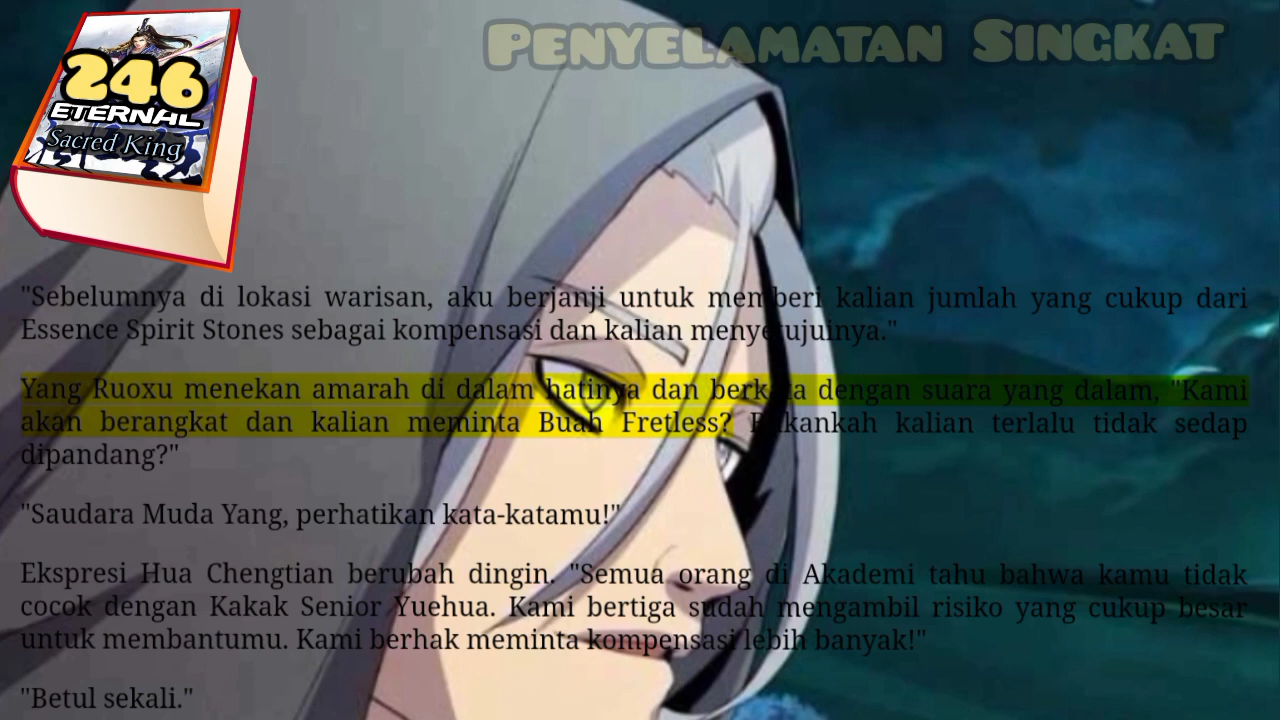 Penyelamatan Singkat
246
ETERNAL
Sacred King
"Sebelumnya di lokasi warisan, aku berjanji untuk memberi kalian jumlah yang cukup dari
Essence Spirit Stones sebagai kompensasi dan kalian menyetujuinya."
Yang Ruoxu menekan amarah di dalam hatinya dan berkata dengan suara yang dalam, "Kami
akan berangkat dan kalian meminta Buah Fretless? Bukankah kalian terlalu tidak sedap
dipandang?"
"Saudara Muda Yang, perhatikan kata-katamu!"
Ekspresi Hua Chengtian berubah dingin. "Semua orang di Akademi tahu bahwa kamu tidak
cocok dengan Kakak Senior Yuehua. Kami bertiga sudah mengambil risiko yang cukup besar
untuk membantumu. Kami berhak meminta kompensasi lebih banyak!"
"Betul sekali."